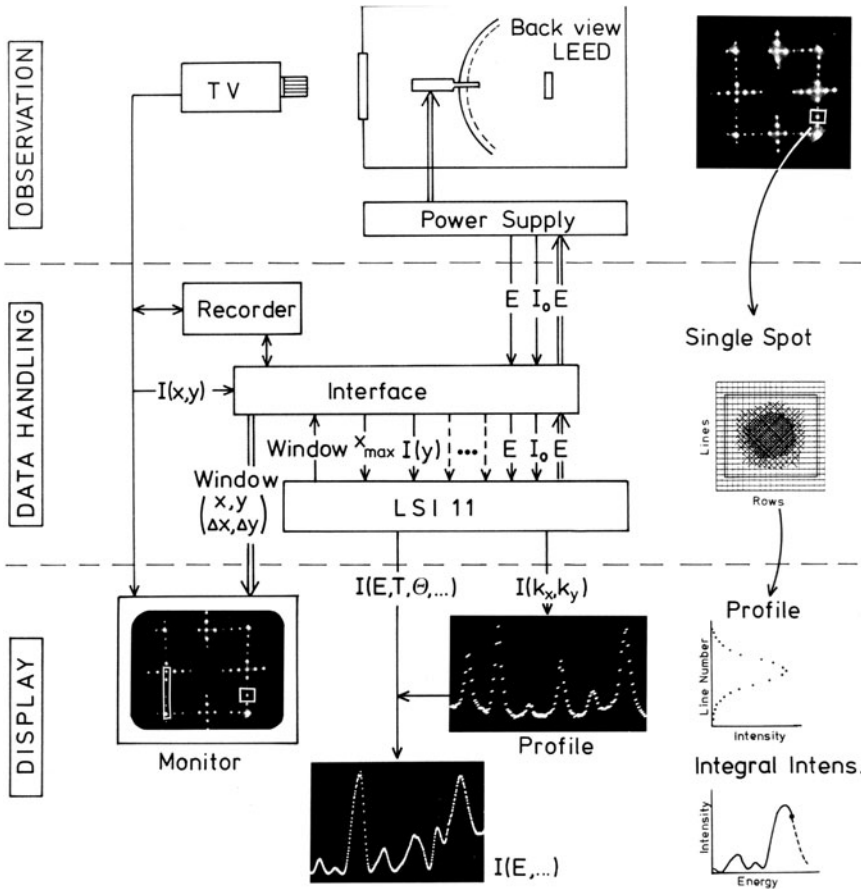 OBSERVATION
TV
Back view
LEED
Power Supply
E I₀ E
DATA HANDLING
Recorder
Single Spot
I(x,y)
Interface
Window x_max I(y) ... E I₀ E
Window
x, y
(Δx,Δy)
LSI 11
Lines
Rows
DISPLAY
I(E,T,Θ,...)
I(kₓ,k_y)
Profile
Line Number
Intensity
Monitor
Profile
Integral Intens.
I(E,...)
Intensity
Energy